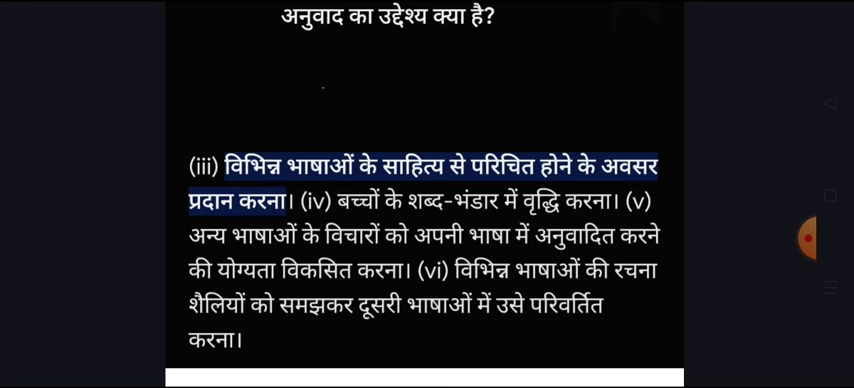 अनुवाद का उद्देश्य क्या है?
(iii) विभिन्न भाषाओं के साहित्य से परिचित होने के अवसर
प्रदान करना। (iv) बच्चों के शब्द-भंडार में वृद्धि करना। (v)
अन्य भाषाओं के विचारों को अपनी भाषा में अनुवादित करने
की योग्यता विकसित करना। (vi) विभिन्न भाषाओं की रचना
शैलियों को समझकर दूसरी भाषाओं में उसे परिवर्तित
करना।